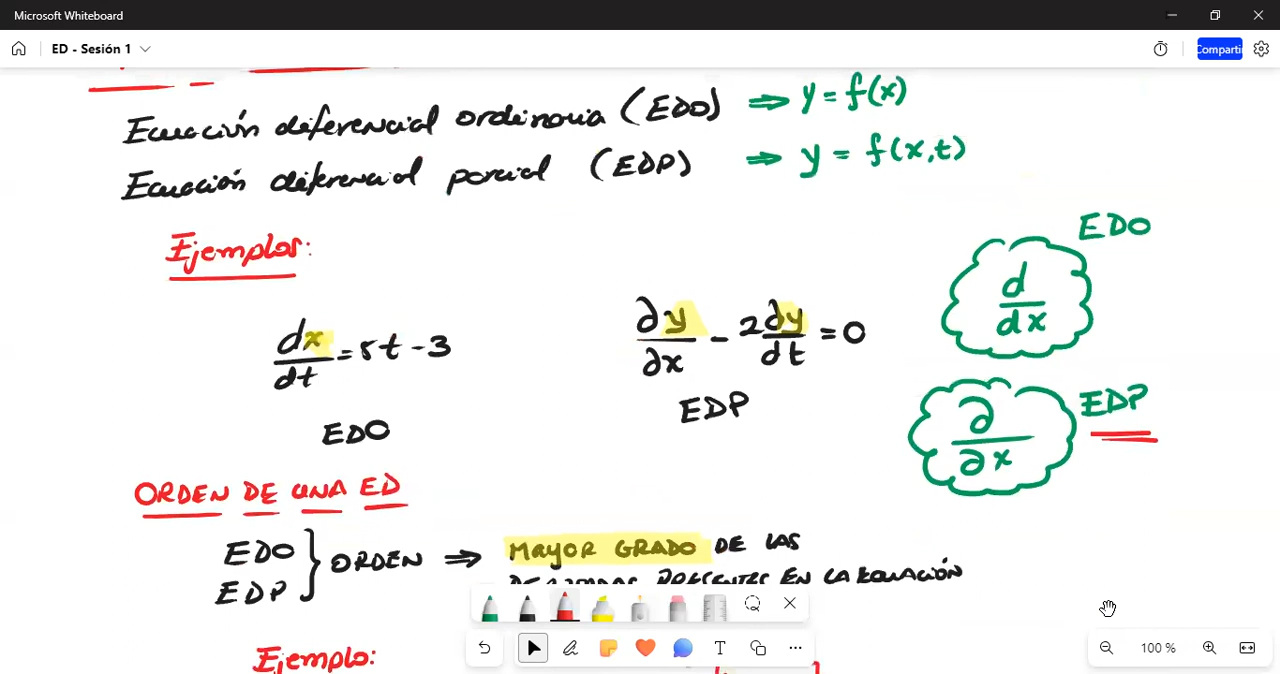 Microsoft Whiteboard
ED - Sesión 1
Compartir
Ecuación diferencial ordinaria (EDO) ⇒ y = f(x)
Ecuación diferencial parcial (EDP) ⇒ y = f(x,t)
Ejemplos:
EDO
d/dx
dx/dt = 5t - 3
∂y/∂x - 2∂y/dt = 0
EDO
EDP
EDP
∂/∂x
ORDEN DE UNA ED
EDO
EDP } ORDEN ⇒ MAYOR GRADO DE LAS
DERIVADAS PRESENTES EN LA ECUACIÓN
Ejemplo:
100 %